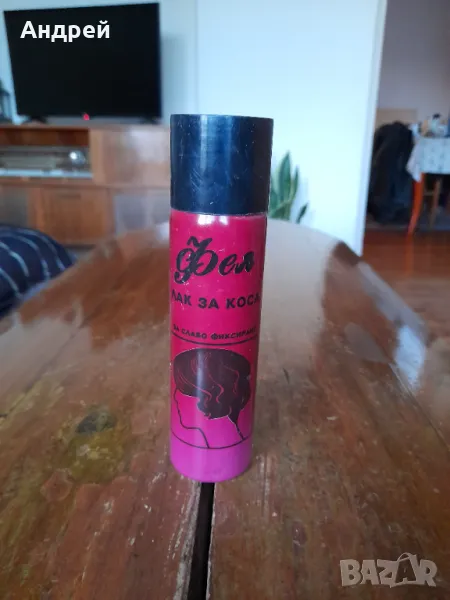 Андрей
Фея
ЛАК ЗА КОСА
ЗА СЛАБО ФИКСИРАНЕ
BAZAR